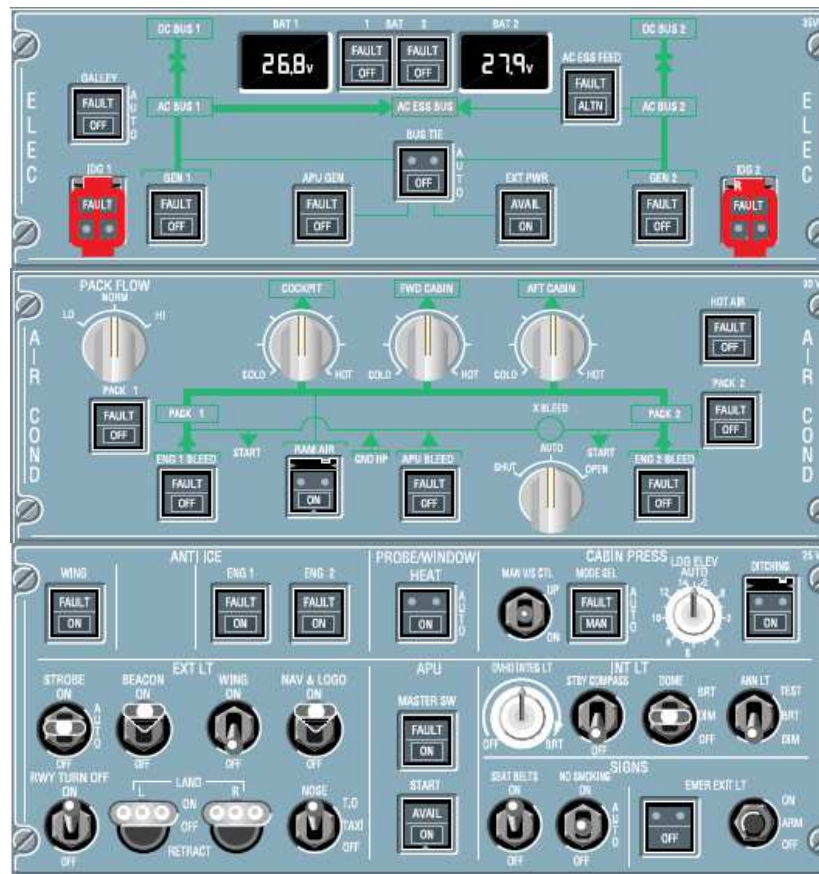 BAT 1
1 BAT 2
BAT 2
35V
DC BUS 1
DC BUS 2
26,8v
FAULT
OFF
FAULT
OFF
27,9v
AC ESS FEED
FAULT
ALTN
GALLEY
FAULT
OFF
AUTO
AC BUS 1
AC ESS BUS
AC BUS 2
ELEC
ELEC
BUS TIE
OFF
AUTO
IDG 1
FAULT
GEN 1
FAULT
OFF
APU GEN
FAULT
OFF
EXT PWR
AVAIL
ON
GEN 2
FAULT
OFF
IDG 2
FAULT
PACK FLOW
NORM
LO
HI
COCKPIT
COLD
HOT
FWD CABIN
COLD
HOT
AFT CABIN
COLD
HOT
HOT AIR
FAULT
OFF
AIR COND
AIR COND
PACK 1
FAULT
OFF
PACK 2
FAULT
OFF
PACK 1
X BLEED
PACK 2
START
RAM AIR
ON
GND HP
AUTO
SHUT
OPEN
START
ENG 1 BLEED
FAULT
OFF
APU BLEED
FAULT
OFF
ENG 2 BLEED
FAULT
OFF
ANTI ICE
PROBE/WINDOW
HEAT
CABIN PRESS
25 V
WING
FAULT
ON
ENG 1
FAULT
ON
ENG 2
FAULT
ON
ON
AUTO
MAN V/S CTL
UP
MODE SEL
FAULT
MAN
AUTO
LDG ELEV
AUTO
14
12
10
DITCHING
ON
EXT LT
APU
INT LT
STROBE
ON
AUTO
OFF
BEACON
ON
OFF
WING
ON
OFF
NAV & LOGO
ON
OFF
MASTER SW
FAULT
ON
OVHD INTEG LT
OFF
BRT
STBY COMPASS
OFF
DOME
BRT
DIM
OFF
ANN LT
TEST
BRT
DIM
RWY TURN OFF
ON
OFF
LAND
L
R
ON
OFF
RETRACT
NOSE
T.O
TAXI
OFF
START
AVAIL
ON
SIGNS
SEAT BELTS
ON
OFF
NO SMOKING
ON
AUTO
OFF
EMER EXIT LT
OFF
ON
ARM
OFF